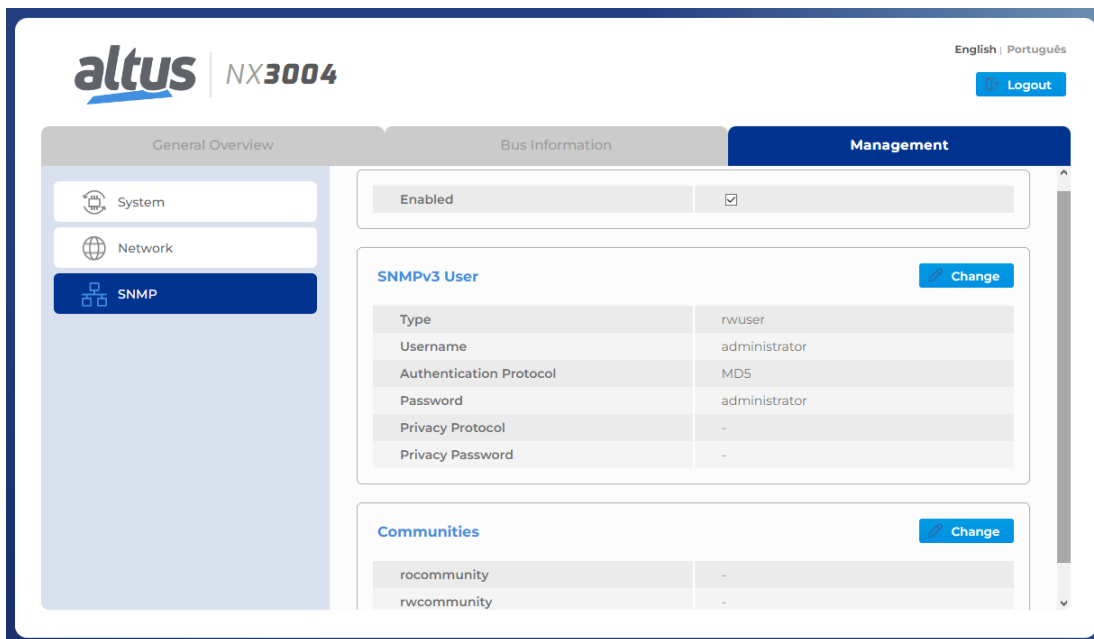 English | Português
altus | NX3004
Logout
General Overview Bus Information Management
System
Network
SNMP
Enabled
SNMPv3 User Change
Type rwuser
Username administrator
Authentication Protocol MD5
Password administrator
Privacy Protocol -
Privacy Password -
Communities Change
rocommunity -
rwcommunity -